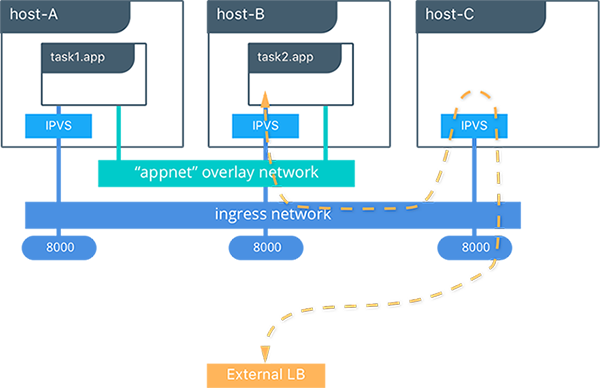 host-A
host-B
host-C
task1.app
task2.app
IPVS
IPVS
IPVS
“appnet” overlay network
ingress network
8000
8000
8000
External LB